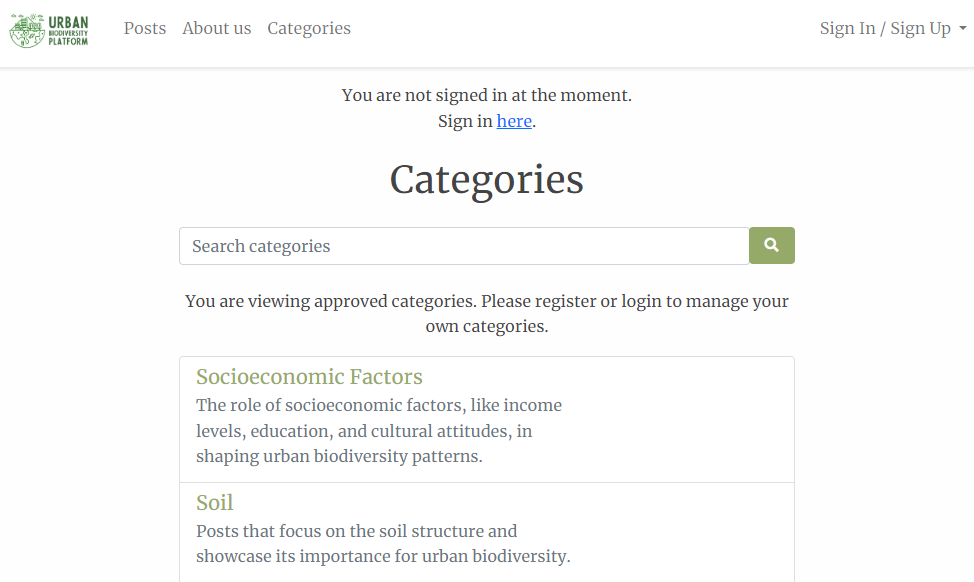 URBAN
BIODIVERSITY
PLATFORM
Posts About us Categories Sign In / Sign Up
You are not signed in at the moment.
Sign in here.
Categories
Search categories
You are viewing approved categories. Please register or login to manage your
own categories.
Socioeconomic Factors
The role of socioeconomic factors, like income
levels, education, and cultural attitudes, in
shaping urban biodiversity patterns.
Soil
Posts that focus on the soil structure and
showcase its importance for urban biodiversity.